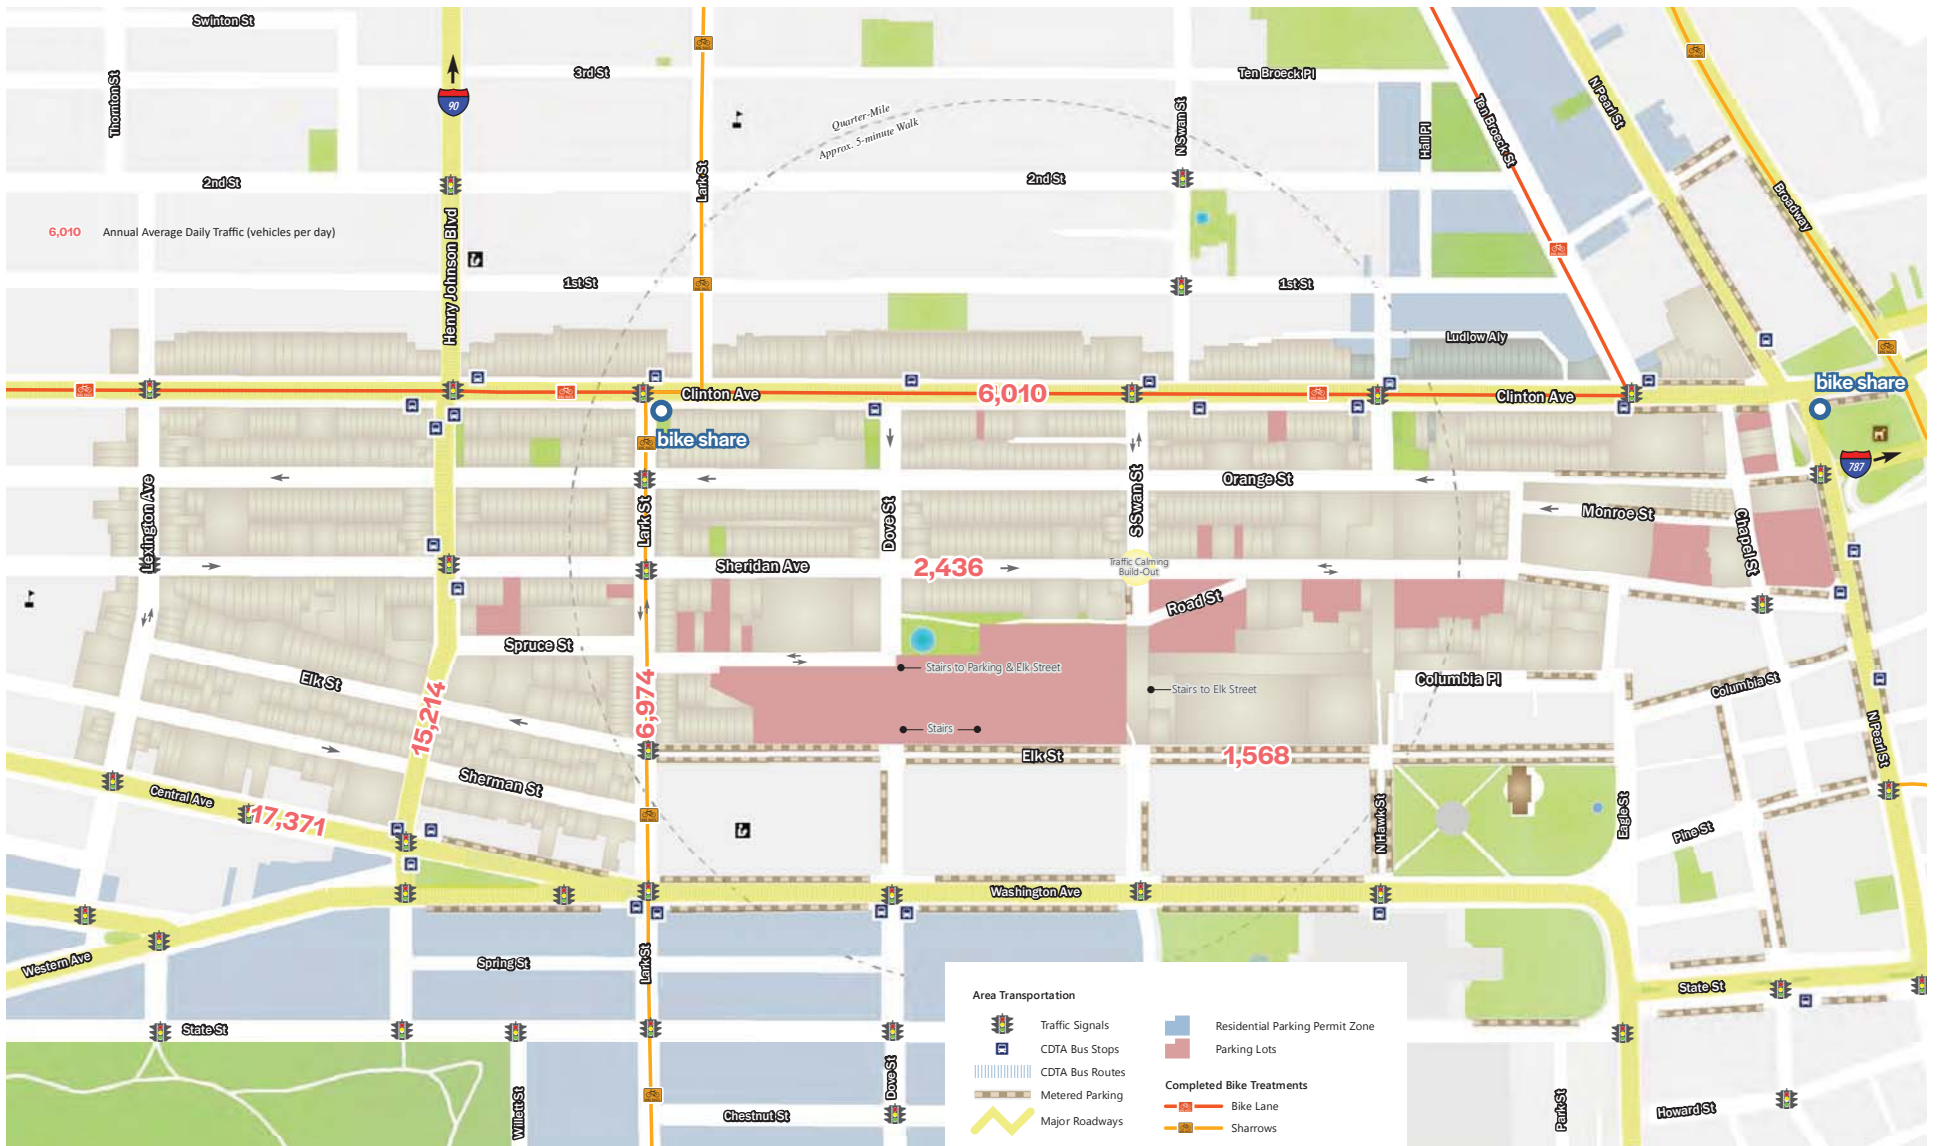 Swinton St
Thornton St
3rd St
Ten Broeck Pl
90
Quarter-Mile
Approx. 5-minute Walk
N Swan St
Hall Pl
Ten Broeck St
N Pearl St
Broadway
Lark St
2nd St
2nd St
6,010 Annual Average Daily Traffic (vehicles per day)
Henry Johnson Blvd
1st St
1st St
Ludlow Aly
Clinton Ave
6,010
Clinton Ave
bike share
bike share
787
Lexington Ave
Lark St
Dove St
S Swan St
Orange St
Monroe St
Chapel St
Sheridan Ave
2,436
Traffic Calming
Build-Out
Road St
Spruce St
Elk St
15,214
6,974
Stairs to Parking & Elk Street
Stairs to Elk Street
Stairs
Columbia Pl
Columbia St
N Pearl St
Elk St
1,568
Sherman St
Central Ave
17,371
N Hawk St
Eagle St
Pine St
Washington Ave
Western Ave
Spring St
Lark St
State St
State St
Willett St
Chestnut St
Dove St
Park St
Howard St
Area Transportation
Traffic Signals
CDTA Bus Stops
CDTA Bus Routes
Metered Parking
Major Roadways
Residential Parking Permit Zone
Parking Lots
Completed Bike Treatments
Bike Lane
Sharrows